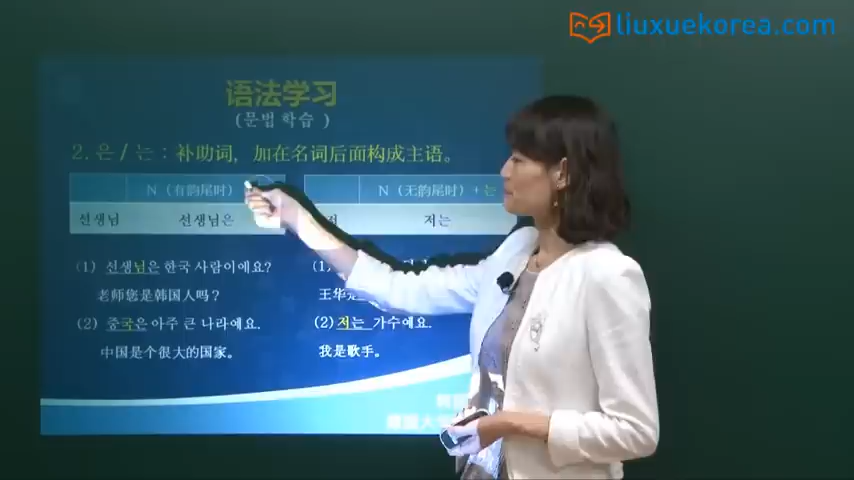 liuxuekorea.com
语法学习
(문법 학습 )
2. 은 / 는 : 补助词，加在名词后面构成主语。
N（有韵尾时）
N（无韵尾时）+ 는
선생님 선생님은
저 저는
(1) 선생님은 한국 사람이에요?
老师您是韩国人吗？
(2) 중국은 아주 큰 나라예요.
中国是个很大的国家。
(1)
王华是
(2) 저는 가수예요.
我是歌手。